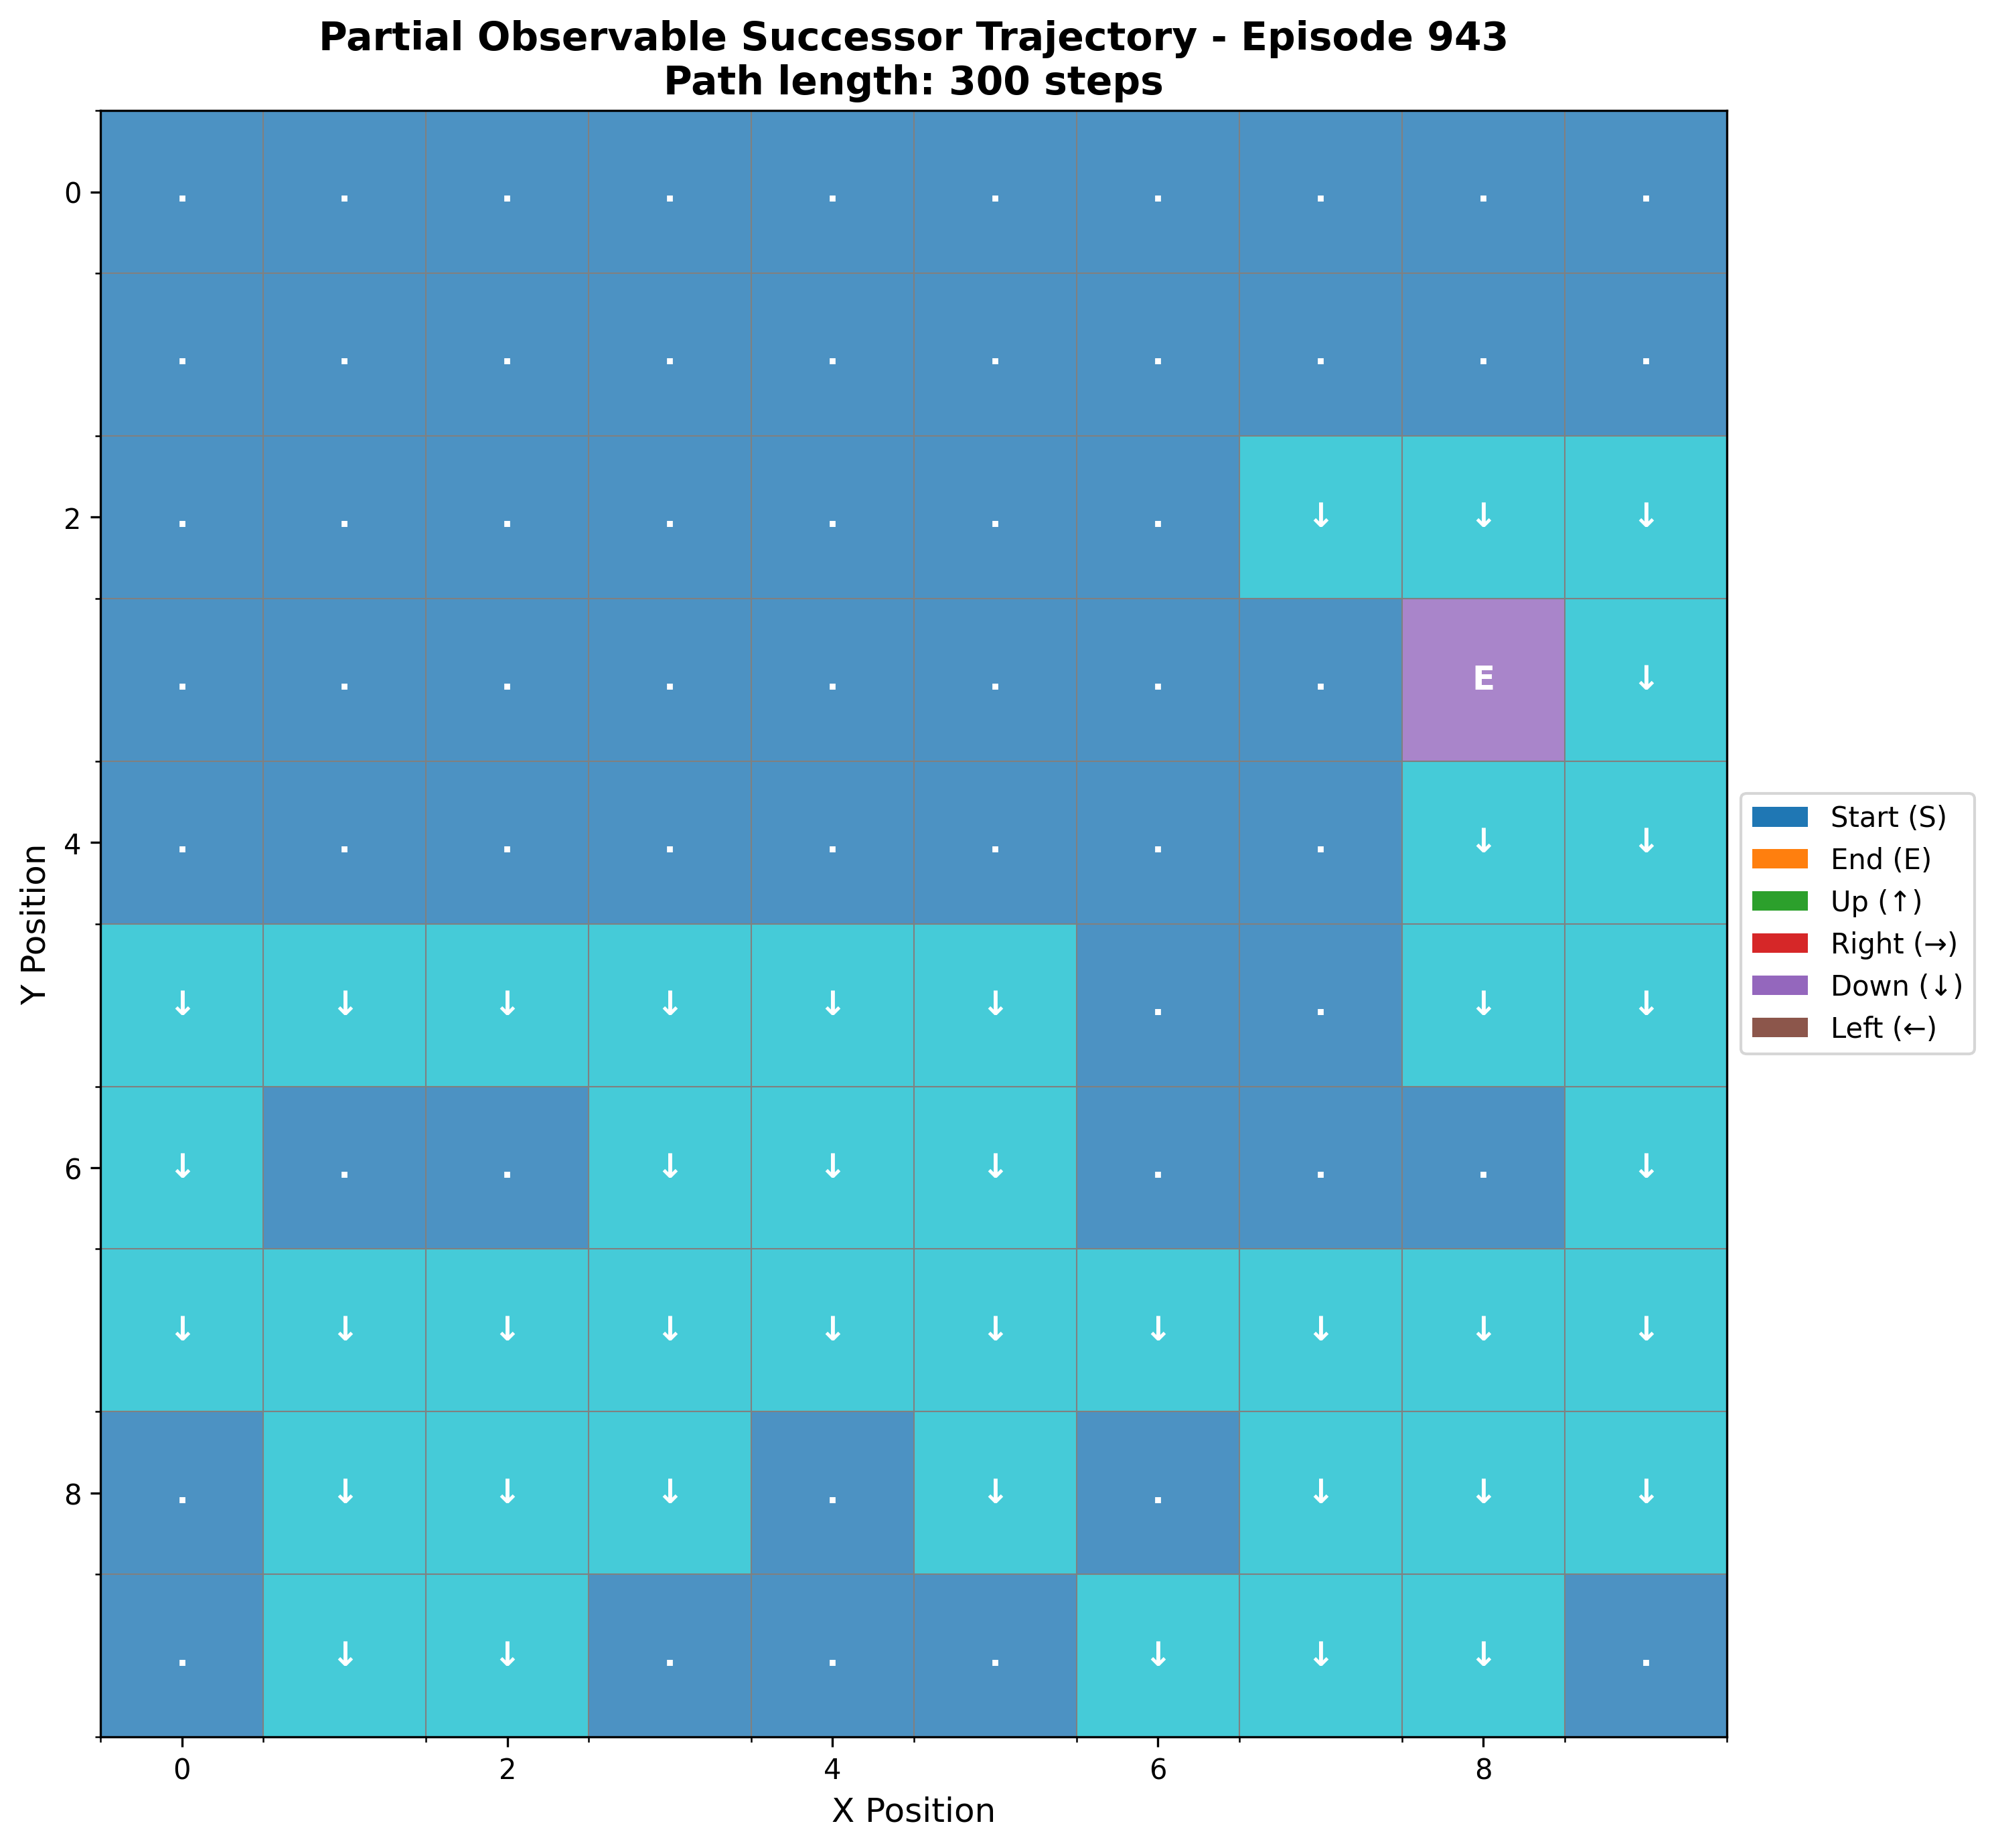 Partial Observable Successor Trajectory - Episode 943
Path length: 300 steps
0 . . . . . . . . . .
. . . . . . . . . .
2 . . . . . . . ↓ ↓ ↓
. . . . . . . . E ↓
4 . . . . . . . . ↓ ↓
↓ ↓ ↓ ↓ ↓ ↓ . . ↓ ↓
6 ↓ . . ↓ ↓ ↓ . . . ↓
↓ ↓ ↓ ↓ ↓ ↓ ↓ ↓ ↓ ↓
8 . ↓ ↓ ↓ . ↓ . ↓ ↓ ↓
. ↓ ↓ . . . ↓ ↓ ↓ .
0 2 4 6 8
X Position
Y Position
Start (S)
End (E)
Up (↑)
Right (→)
Down (↓)
Left (←)